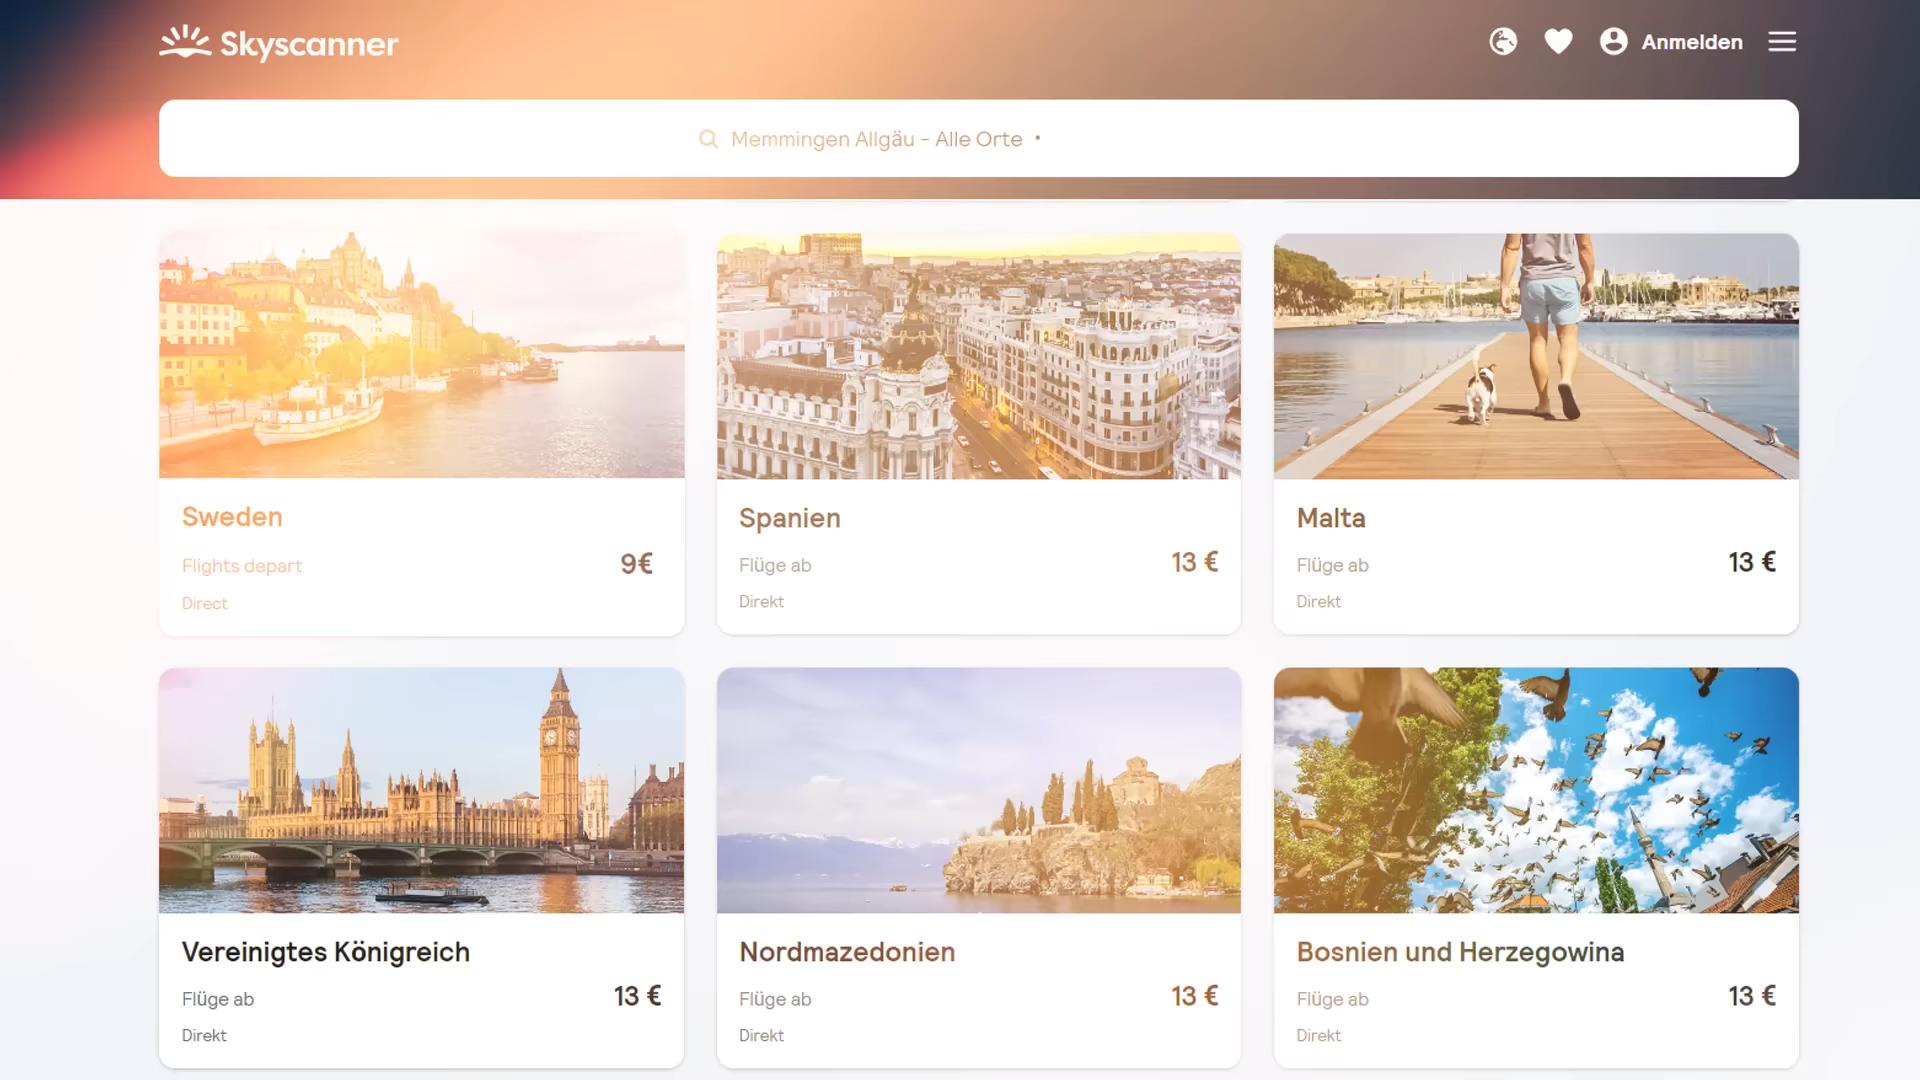 Skyscanner
Anmelden
Memmingen Allgäu - Alle Orte •
Sweden
Flights depart
9€
Direct
Spanien
Flüge ab
13 €
Direkt
Malta
Flüge ab
13 €
Direkt
Vereinigtes Königreich
Flüge ab
13 €
Direkt
Nordmazedonien
Flüge ab
13 €
Direkt
Bosnien und Herzegowina
Flüge ab
13 €
Direkt